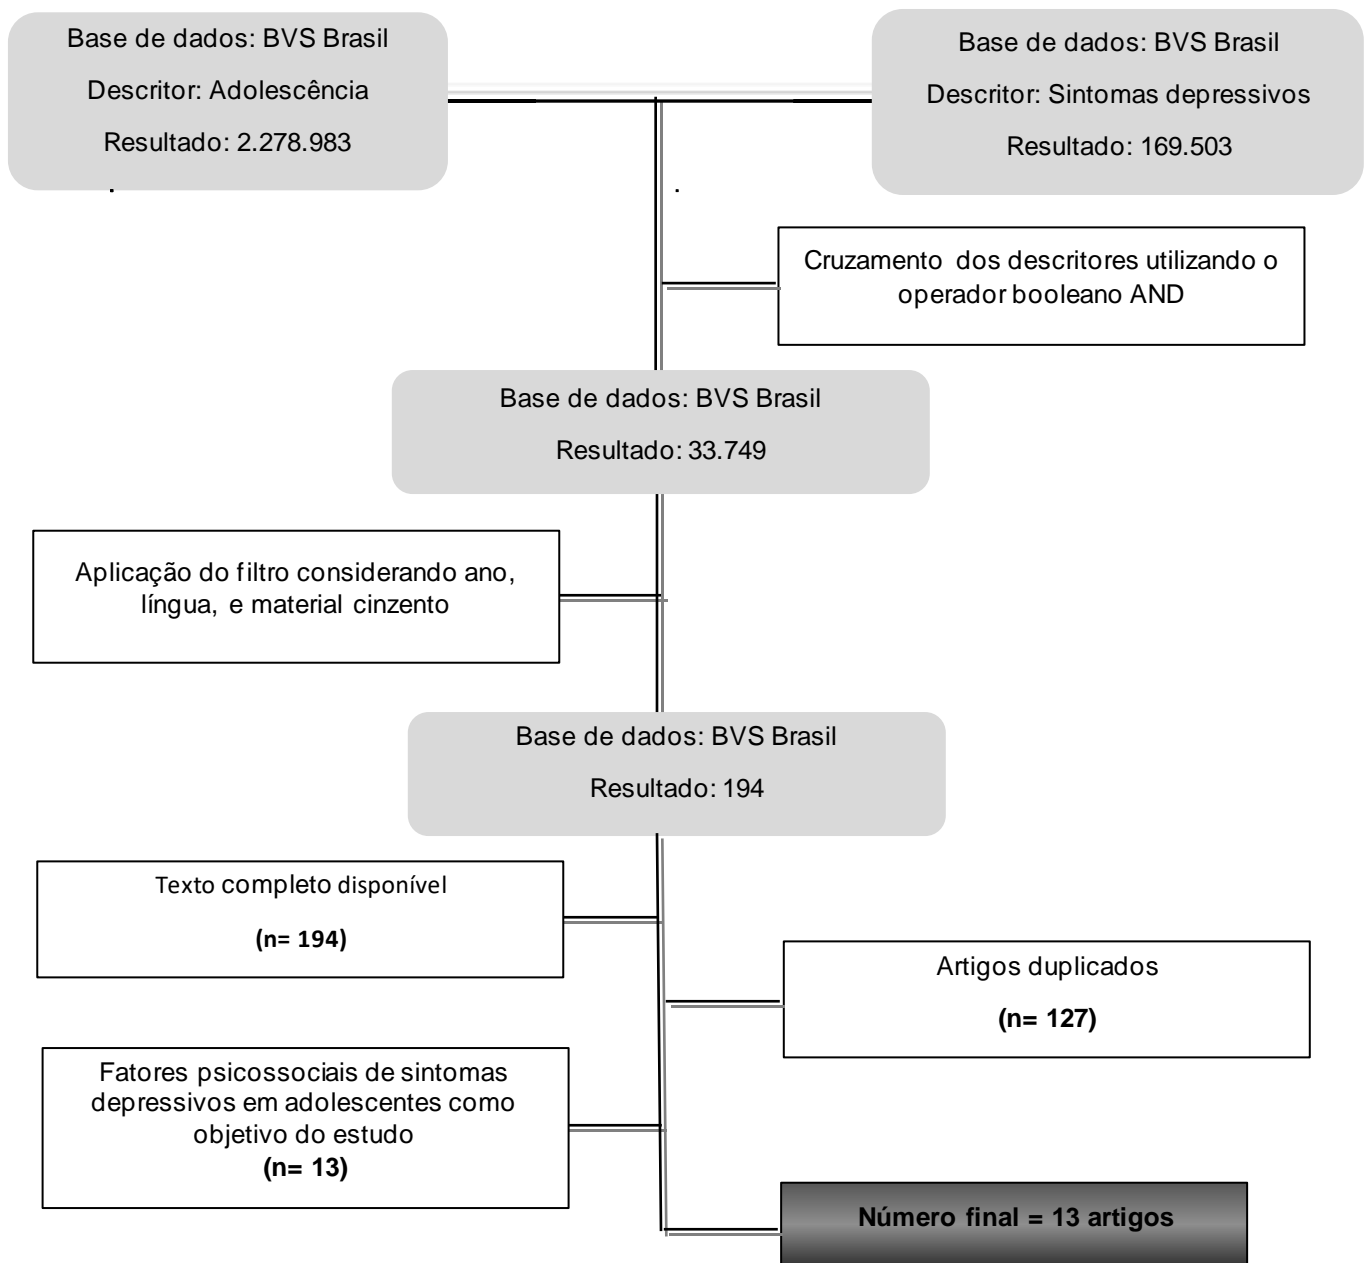 Base de dados: BVS Brasil
Descritor: Adolescência
Resultado: 2.278.983
Base de dados: BVS Brasil
Descritor: Sintomas depressivos
Resultado: 169.503
Cruzamento dos descritores utilizando o
operador booleano AND
Base de dados: BVS Brasil
Resultado: 33.749
Aplicação do filtro considerando ano,
língua, e material cinzento
Base de dados: BVS Brasil
Resultado: 194
Texto completo disponível
(n= 194)
Artigos duplicados
(n= 127)
Fatores psicossociais de sintomas
depressivos em adolescentes como
objetivo do estudo
(n= 13)
Número final = 13 artigos